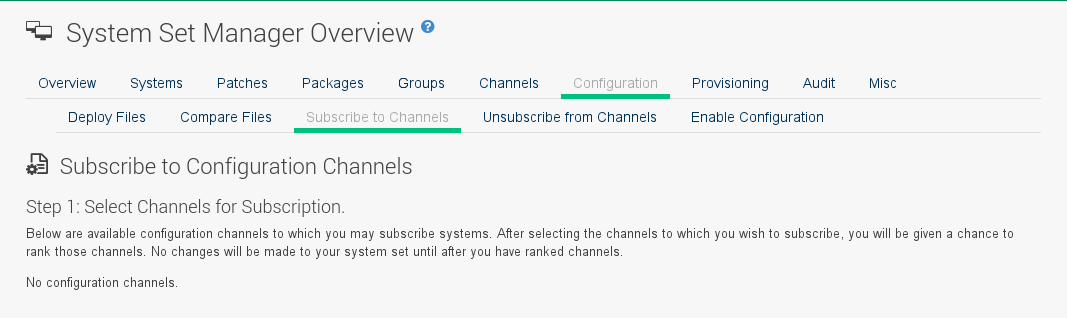 System Set Manager Overview ?
Overview Systems Patches Packages Groups Channels Configuration Provisioning Audit Misc
Deploy Files Compare Files Subscribe to Channels Unsubscribe from Channels Enable Configuration
Subscribe to Configuration Channels
Step 1: Select Channels for Subscription.
Below are available configuration channels to which you may subscribe systems. After selecting the channels to which you wish to subscribe, you will be given a chance to
rank those channels. No changes will be made to your system set until after you have ranked channels.
No configuration channels.